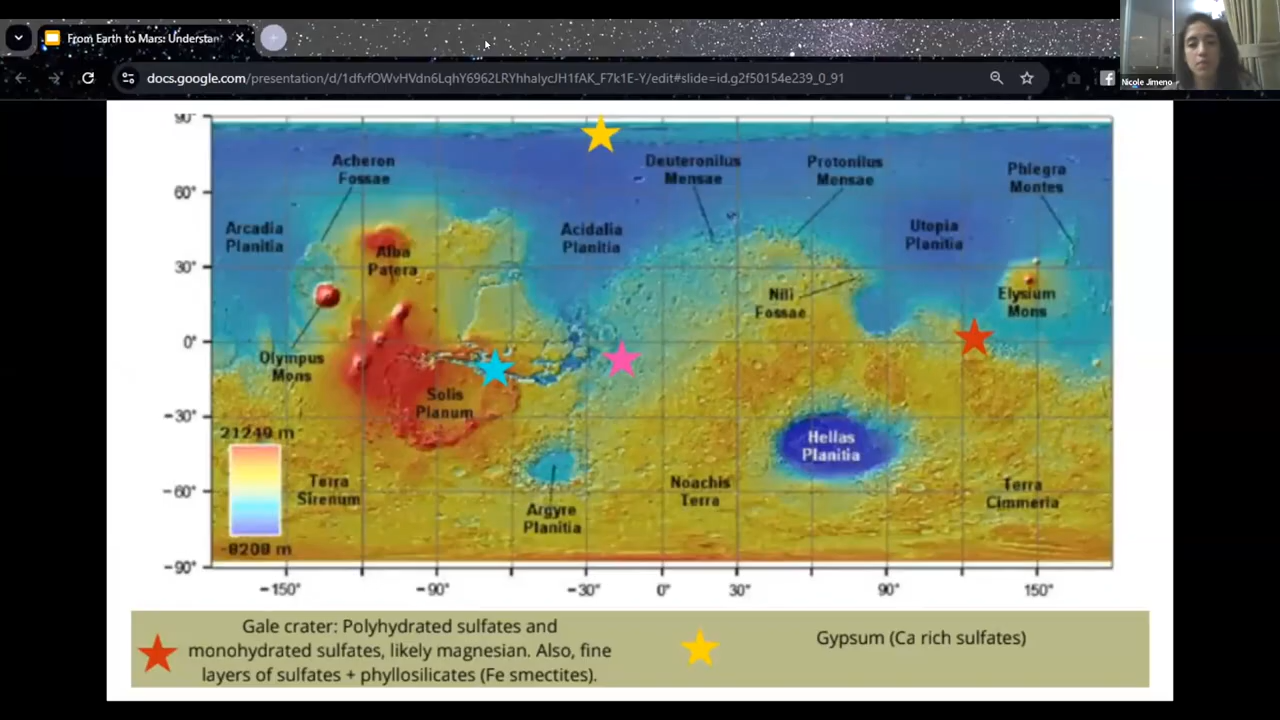 From Earth to Mars: Understan
docs.google.com/presentation/d/1dfvfOWvHVdn6LqhY6962LRYhhalycJH1fAK_F7k1E-Y/edit#slide=id.g2f50154e239_0_91
Nicole Jimeno
90°
60°
30°
0°
−30°
−60°
−90°
Acheron
Fossae
Deuteronilus
Mensae
Protonilus
Mensae
Phlegra
Montes
Arcadia
Planitia
Alba
Patera
Acidalia
Planitia
Utopia
Planitia
Nili
Fossae
Elysium
Mons
Olympus
Mons
Solis
Planum
Hellas
Planitia
21249 m
-8208 m
Terra
Sirenum
Argyre
Planitia
Noachis
Terra
Terra
Cimmeria
−150°
−90°
−30°
0°
30°
90°
150°
Gale crater: Polyhydrated sulfates and
monohydrated sulfates, likely magnesian. Also, fine
layers of sulfates + phyllosilicates (Fe smectites).
Gypsum (Ca rich sulfates)